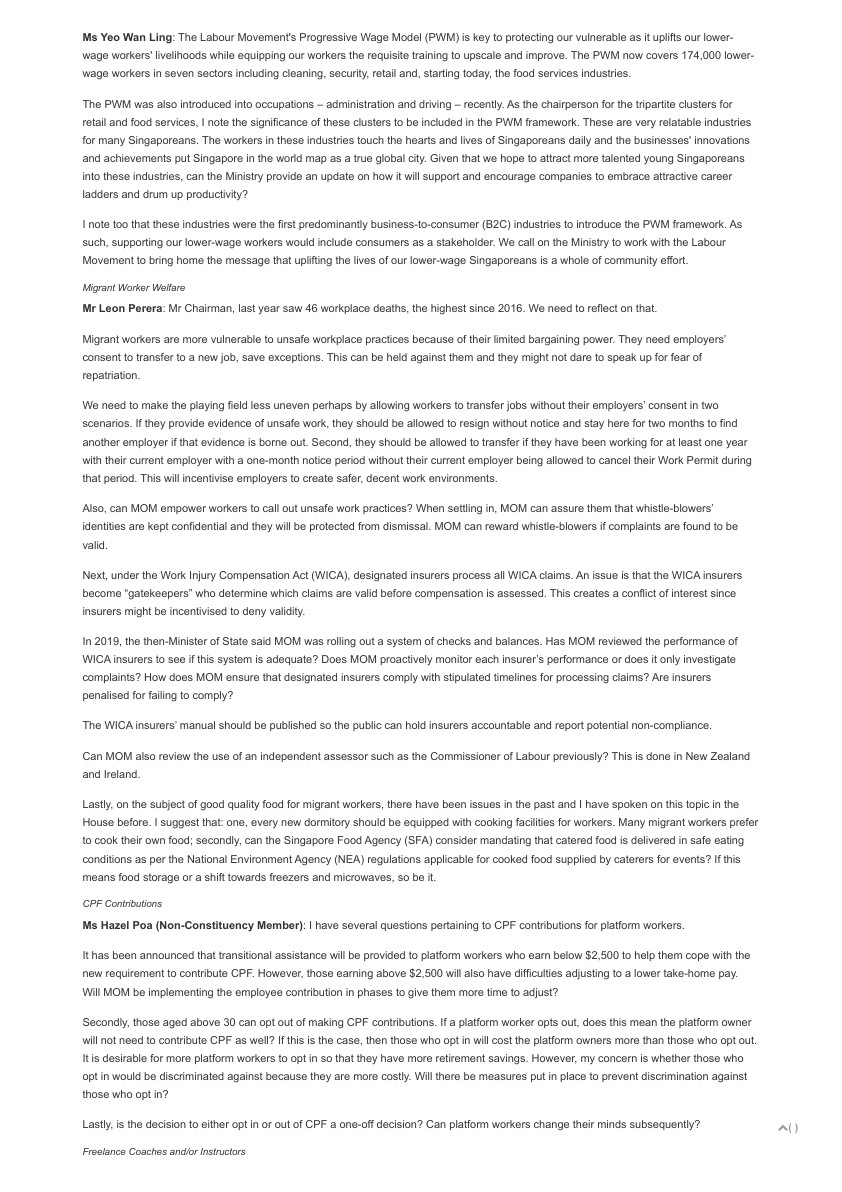 Ms Yeo Wan Ling: The Labour Movement's Progressive Wage Model (PWM) is key to protecting our vulnerable as it uplifts our lower-
wage workers' livelihoods while equipping our workers the requisite training to upscale and improve. The PWM now covers 174,000 lower-
wage workers in seven sectors including cleaning, security, retail and, starting today, the food services industries.
The PWM was also introduced into occupations – administration and driving – recently. As the chairperson for the tripartite clusters for
retail and food services, I note the significance of these clusters to be included in the PWM framework. These are very relatable industries
for many Singaporeans. The workers in these industries touch the hearts and lives of Singaporeans daily and the businesses' innovations
and achievements put Singapore in the world map as a true global city. Given that we hope to attract more talented young Singaporeans
into these industries, can the Ministry provide an update on how it will support and encourage companies to embrace attractive career
ladders and drum up productivity?
I note too that these industries were the first predominantly business-to-consumer (B2C) industries to introduce the PWM framework. As
such, supporting our lower-wage workers would include consumers as a stakeholder. We call on the Ministry to work with the Labour
Movement to bring home the message that uplifting the lives of our lower-wage Singaporeans is a whole of community effort.
Migrant Worker Welfare
Mr Leon Perera: Mr Chairman, last year saw 46 workplace deaths, the highest since 2016. We need to reflect on that.
Migrant workers are more vulnerable to unsafe workplace practices because of their limited bargaining power. They need employers’
consent to transfer to a new job, save exceptions. This can be held against them and they might not dare to speak up for fear of
repatriation.
We need to make the playing field less uneven perhaps by allowing workers to transfer jobs without their employers’ consent in two
scenarios. If they provide evidence of unsafe work, they should be allowed to resign without notice and stay here for two months to find
another employer if that evidence is borne out. Second, they should be allowed to transfer if they have been working for at least one year
with their current employer with a one-month notice period without their current employer being allowed to cancel their Work Permit during
that period. This will incentivise employers to create safer, decent work environments.
Also, can MOM empower workers to call out unsafe work practices? When settling in, MOM can assure them that whistle-blowers’
identities are kept confidential and they will be protected from dismissal. MOM can reward whistle-blowers if complaints are found to be
valid.
Next, under the Work Injury Compensation Act (WICA), designated insurers process all WICA claims. An issue is that the WICA insurers
become “gatekeepers” who determine which claims are valid before compensation is assessed. This creates a conflict of interest since
insurers might be incentivised to deny validity.
In 2019, the then-Minister of State said MOM was rolling out a system of checks and balances. Has MOM reviewed the performance of
WICA insurers to see if this system is adequate? Does MOM proactively monitor each insurer’s performance or does it only investigate
complaints? How does MOM ensure that designated insurers comply with stipulated timelines for processing claims? Are insurers
penalised for failing to comply?
The WICA insurers’ manual should be published so the public can hold insurers accountable and report potential non-compliance.
Can MOM also review the use of an independent assessor such as the Commissioner of Labour previously? This is done in New Zealand
and Ireland.
Lastly, on the subject of good quality food for migrant workers, there have been issues in the past and I have spoken on this topic in the
House before. I suggest that: one, every new dormitory should be equipped with cooking facilities for workers. Many migrant workers prefer
to cook their own food; secondly, can the Singapore Food Agency (SFA) consider mandating that catered food is delivered in safe eating
conditions as per the National Environment Agency (NEA) regulations applicable for cooked food supplied by caterers for events? If this
means food storage or a shift towards freezers and microwaves, so be it.
CPF Contributions
Ms Hazel Poa (Non-Constituency Member): I have several questions pertaining to CPF contributions for platform workers.
It has been announced that transitional assistance will be provided to platform workers who earn below $2,500 to help them cope with the
new requirement to contribute CPF. However, those earning above $2,500 will also have difficulties adjusting to a lower take-home pay.
Will MOM be implementing the employee contribution in phases to give them more time to adjust?
Secondly, those aged above 30 can opt out of making CPF contributions. If a platform worker opts out, does this mean the platform owner
will not need to contribute CPF as well? If this is the case, then those who opt in will cost the platform owners more than those who opt out.
It is desirable for more platform workers to opt in so that they have more retirement savings. However, my concern is whether those who
opt in would be discriminated against because they are more costly. Will there be measures put in place to prevent discrimination against
those who opt in?
Lastly, is the decision to either opt in or out of CPF a one-off decision? Can platform workers change their minds subsequently?
( )
Freelance Coaches and/or Instructors